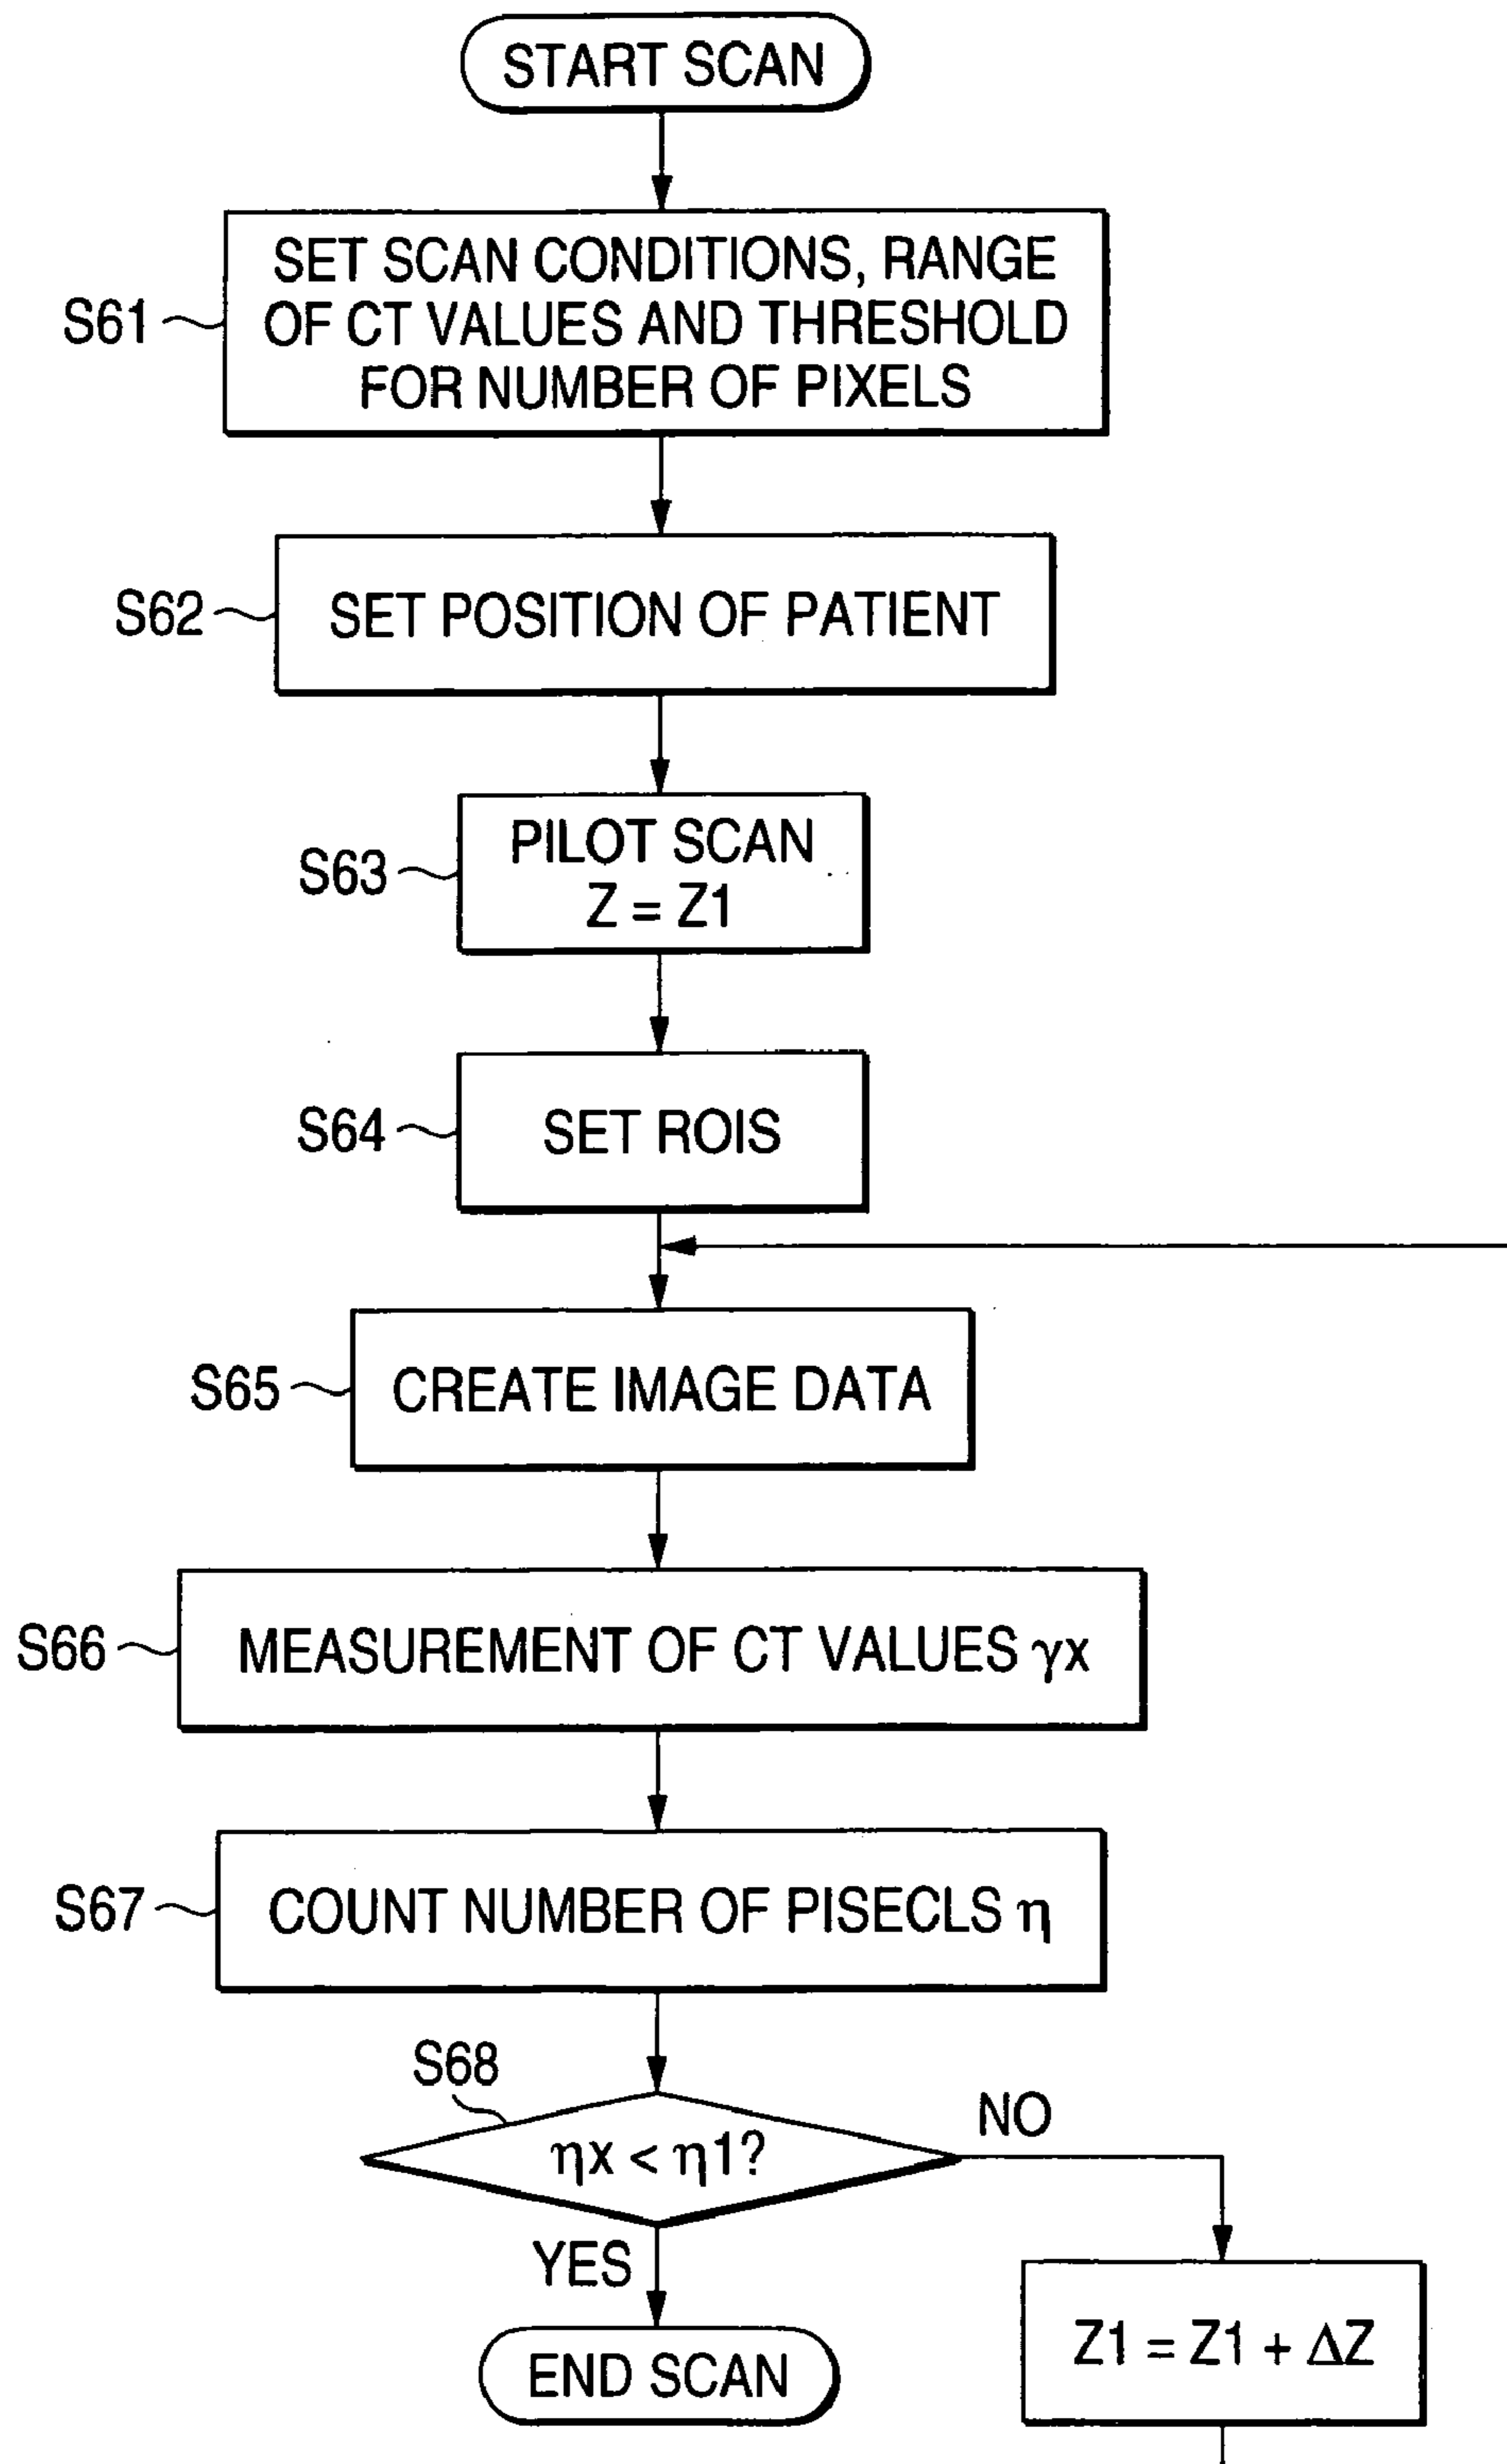 START SCAN
S61
SET SCAN CONDITIONS, RANGE
OF CT VALUES AND THRESHOLD
FOR NUMBER OF PIXELS
S62
SET POSITION OF PATIENT
S63
PILOT SCAN
Z = Z1
S64
SET ROIS
S65
CREATE IMAGE DATA
S66
MEASUREMENT OF CT VALUES γx
S67
COUNT NUMBER OF PISECLS η
S68
ηx < η1?
NO
YES
Z1 = Z1 + ΔZ
END SCAN